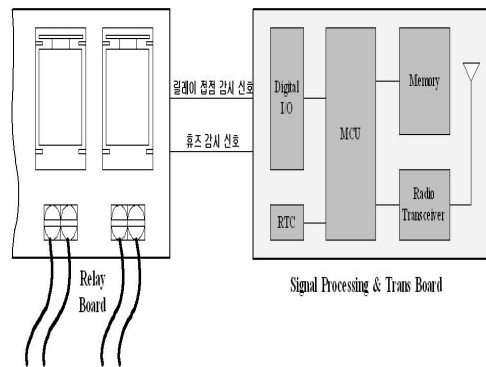 릴레이 접점 감시 신호
휴즈 감시 신호
Relay
Board
Digital
I/O
RTC
MCU
Memory
Radio
Transceiver
Signal Processing & Trans Board